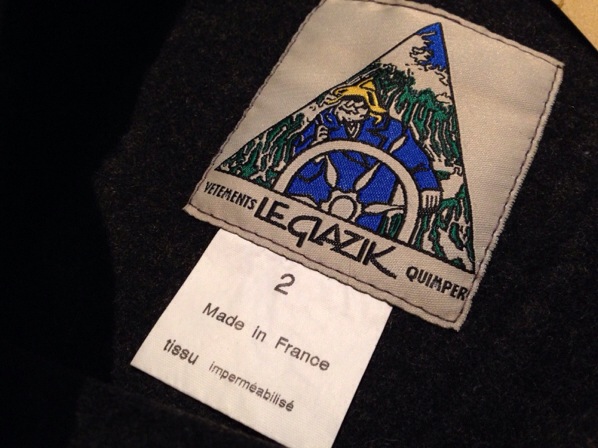 VETEMENTS LE GLAZIK QUIMPER
2
Made in France
tissu imperméabilisé